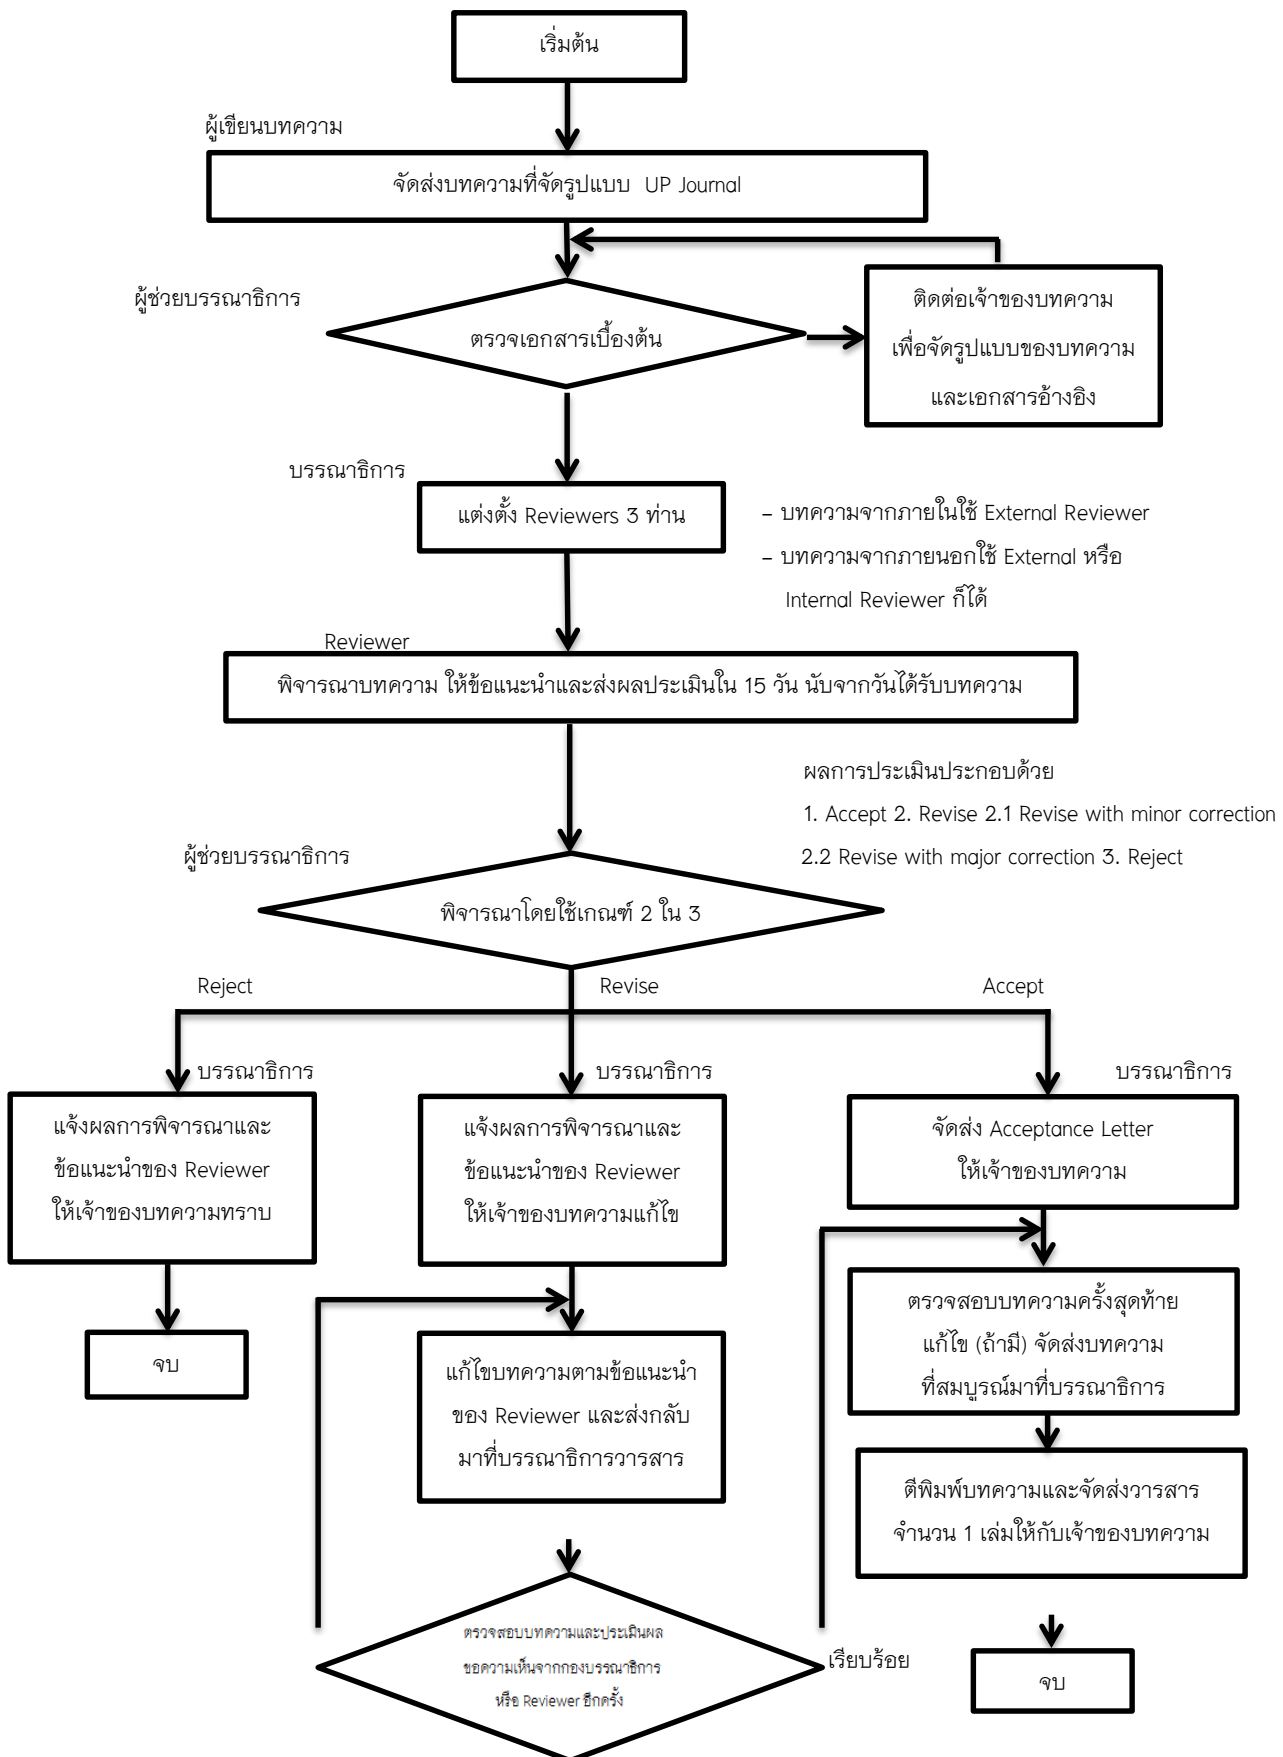 เริ่มต้น
ผู้เขียนบทความ
จัดส่งบทความที่จัดรูปแบบ UP Journal
ผู้ช่วยบรรณาธิการ
ตรวจเอกสารเบื้องต้น
ติดต่อเจ้าของบทความ
เพื่อจัดรูปแบบของบทความ
และเอกสารอ้างอิง
บรรณาธิการ
แต่งตั้ง Reviewers 3 ท่าน
– บทความจากภายในใช้ External Reviewer
– บทความจากภายนอกใช้ External หรือ
Internal Reviewer ก็ได้
Reviewer
พิจารณาบทความ ให้ข้อแนะนำและส่งผลประเมินใน 15 วัน นับจากวันได้รับบทความ
ผลการประเมินประกอบด้วย
1. Accept 2. Revise 2.1 Revise with minor correction
2.2 Revise with major correction 3. Reject
ผู้ช่วยบรรณาธิการ
พิจารณาโดยใช้เกณฑ์ 2 ใน 3
Reject
Revise
Accept
บรรณาธิการ
แจ้งผลการพิจารณาและ
ข้อแนะนำของ Reviewer
ให้เจ้าของบทความทราบ
จบ
บรรณาธิการ
แจ้งผลการพิจารณาและ
ข้อแนะนำของ Reviewer
ให้เจ้าของบทความแก้ไข
แก้ไขบทความตามข้อแนะนำ
ของ Reviewer และส่งกลับ
มาที่บรรณาธิการวารสาร
ตรวจสอบบทความและประเมินผล
ขอความเห็นจากกองบรรณาธิการ
หรือ Reviewer อีกครั้ง
เรียบร้อย
บรรณาธิการ
จัดส่ง Acceptance Letter
ให้เจ้าของบทความ
ตรวจสอบบทความครั้งสุดท้าย
แก้ไข (ถ้ามี) จัดส่งบทความ
ที่สมบูรณ์มาที่บรรณาธิการ
ตีพิมพ์บทความและจัดส่งวารสาร
จำนวน 1 เล่มให้กับเจ้าของบทความ
จบ